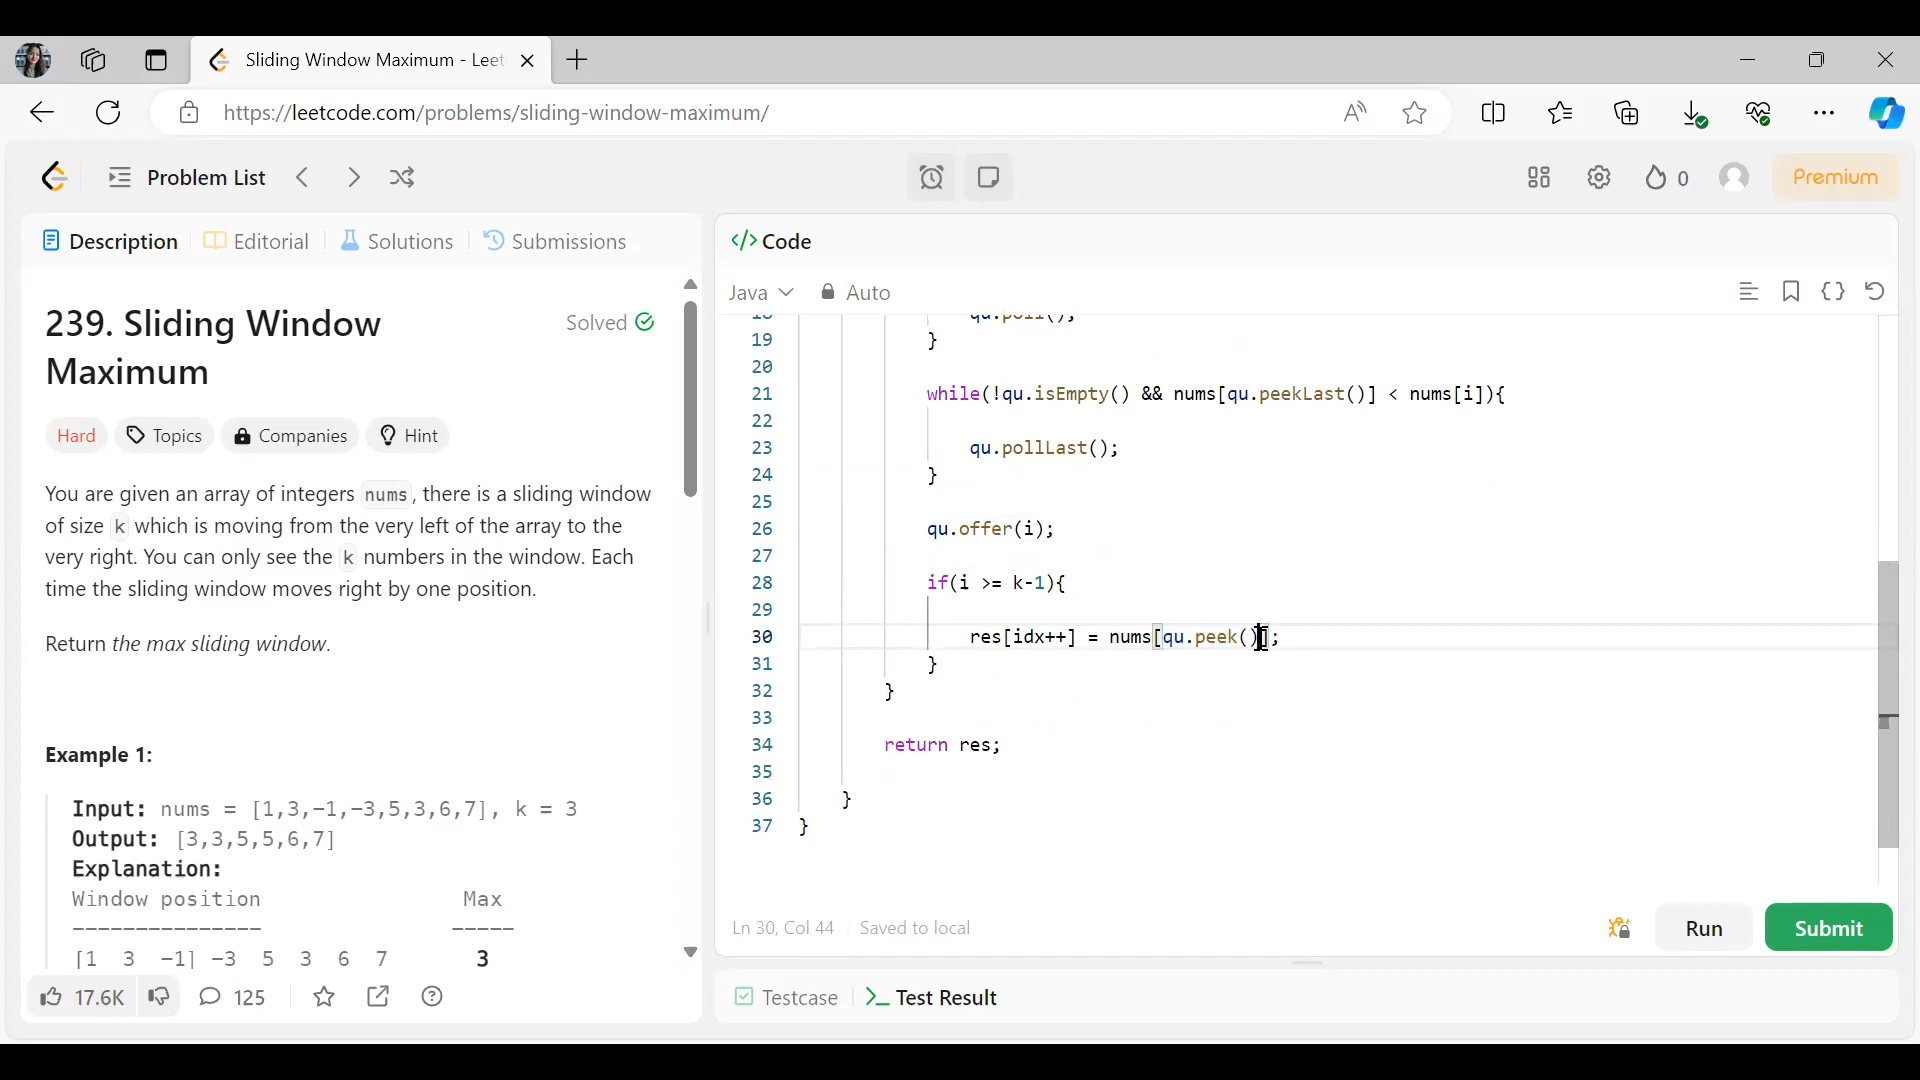 Sliding Window Maximum - Leet
https://leetcode.com/problems/sliding-window-maximum/
Problem List
0
Premium
Description
Editorial
Solutions
Submissions
239. Sliding Window
Maximum
Solved
Hard
Topics
Companies
Hint
You are given an array of integers nums, there is a sliding window
of size k which is moving from the very left of the array to the
very right. You can only see the k numbers in the window. Each
time the sliding window moves right by one position.
Return the max sliding window.
Example 1:
Input: nums = [1,3,-1,-3,5,3,6,7], k = 3
Output: [3,3,5,5,6,7]
Explanation:
Window position Max
--------------- -----
[1 3 -1] -3 5 3 6 7 3
17.6K
125
</> Code
Java
Auto
18 qu.poll();
19 }
20
21 while(!qu.isEmpty() && nums[qu.peekLast()] < nums[i]){
22
23 qu.pollLast();
24 }
25
26 qu.offer(i);
27
28 if(i >= k-1){
29
30 res[idx++] = nums[qu.peek()];
31 }
32 }
33
34 return res;
35
36 }
37 }
Ln 30, Col 44
Saved to local
Run
Submit
Testcase
Test Result